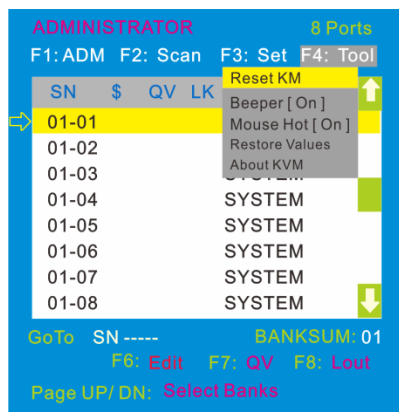 ADMINISTRATOR 8 Ports
F1: ADM F2: Scan F3: Set F4: Tool
SN $ QV LK
Reset KM
Beeper [ On ]
Mouse Hot [ On ]
Restore Values
About KVM
01-01
01-02
01-03
01-04 SYSTEM
01-05 SYSTEM
01-06 SYSTEM
01-07 SYSTEM
01-08 SYSTEM
GoTo SN ----- BANKSUM: 01
F6: Edit F7: QV F8: Lout
Page UP/ DN: Select Banks